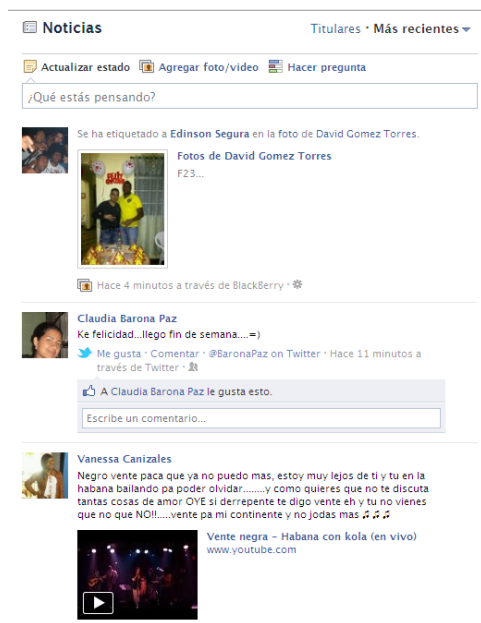 Noticias
Titulares · Más recientes
Actualizar estado Agregar foto/video Hacer pregunta
¿Qué estás pensando?
Se ha etiquetado a Edinson Segura en la foto de David Gomez Torres.
Fotos de David Gomez Torres
F23...
Hace 4 minutos a través de BlackBerry ·
Claudia Barona Paz
Ke felicidad...llego fin de semana....=)
Me gusta · Comentar · @BaronaPaz on Twitter · Hace 11 minutos a
través de Twitter ·
A Claudia Barona Paz le gusta esto.
Escribe un comentario...
Vanessa Canizales
Negro vente paca que ya no puedo mas, estoy muy lejos de ti y tu en la
habana bailando pa poder olvidar........y como quieres que no te discuta
tantas cosas de amor OYE si derrepente te digo vente eh y tu no vienes
que no que NO!!.....vente pa mi continente y no jodas mas ♫ ♫ ♫
Vente negra - Habana con kola (en vivo)
www.youtube.com